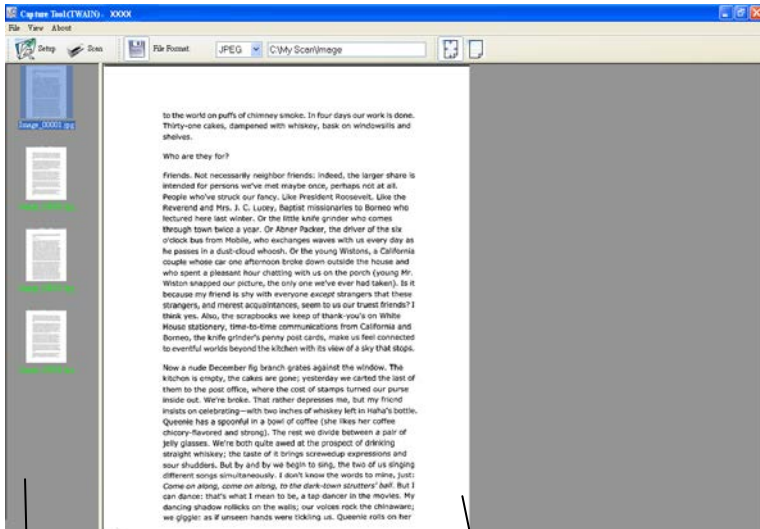 Capture Tool(TWAIN) - XXXX
File View About
Setup Scan File Format: JPEG C:\My Scan\Image
Image_00001.jpg
to the world on puffs of chimney smoke. In four days our work is done.
Thirty-one cakes, dampened with whiskey, bask on windowsills and
shelves.
Who are they for?
Friends. Not necessarily neighbor friends: indeed, the larger share is
intended for persons we've met maybe once, perhaps not at all.
People who've struck our fancy. Like President Roosevelt. Like the
Reverend and Mrs. J. C. Lucey, Baptist missionaries to Borneo who
lectured here last winter. Or the little knife grinder who comes
through town twice a year. Or Abner Packer, the driver of the six
o'clock bus from Mobile, who exchanges waves with us every day as
he passes in a dust-cloud whoosh. Or the young Wistons, a California
couple whose car one afternoon broke down outside the house and
who spent a pleasant hour chatting with us on the porch (young Mr.
Wiston snapped our picture, the only one we've ever had taken). Is it
because my friend is shy with everyone except strangers that these
strangers, and merest acquaintances, seem to us our truest friends? I
think yes. Also, the scrapbooks we keep of thank-you's on White
House stationery, time-to-time communications from California and
Borneo, the knife grinder's penny post cards, make us feel connected
to eventful worlds beyond the kitchen with its view of a sky that stops.
Now a nude December fig branch grates against the window. The
kitchen is empty, the cakes are gone; yesterday we carted the last of
them to the post office, where the cost of stamps turned our purse
inside out. We're broke. That rather depresses me, but my friend
insists on celebrating—with two inches of whiskey left in Haha's bottle.
Queenie has a spoonful in a bowl of coffee (she likes her coffee
chicory-flavored and strong). The rest we divide between a pair of
jelly glasses. We're both quite awed at the prospect of drinking
straight whiskey; the taste of it brings screwedup expressions and
sour shudders. But by and by we begin to sing, the two of us singing
different songs simultaneously. I don't know the words to mine, just:
Come on along, come on along, to the dark-town strutters' ball. But I
can dance: that's what I mean to be, a tap dancer in the movies. My
dancing shadow rollicks on the walls; our voices rock the chinaware;
we giggle: as if unseen hands were tickling us. Queenie rolls on her